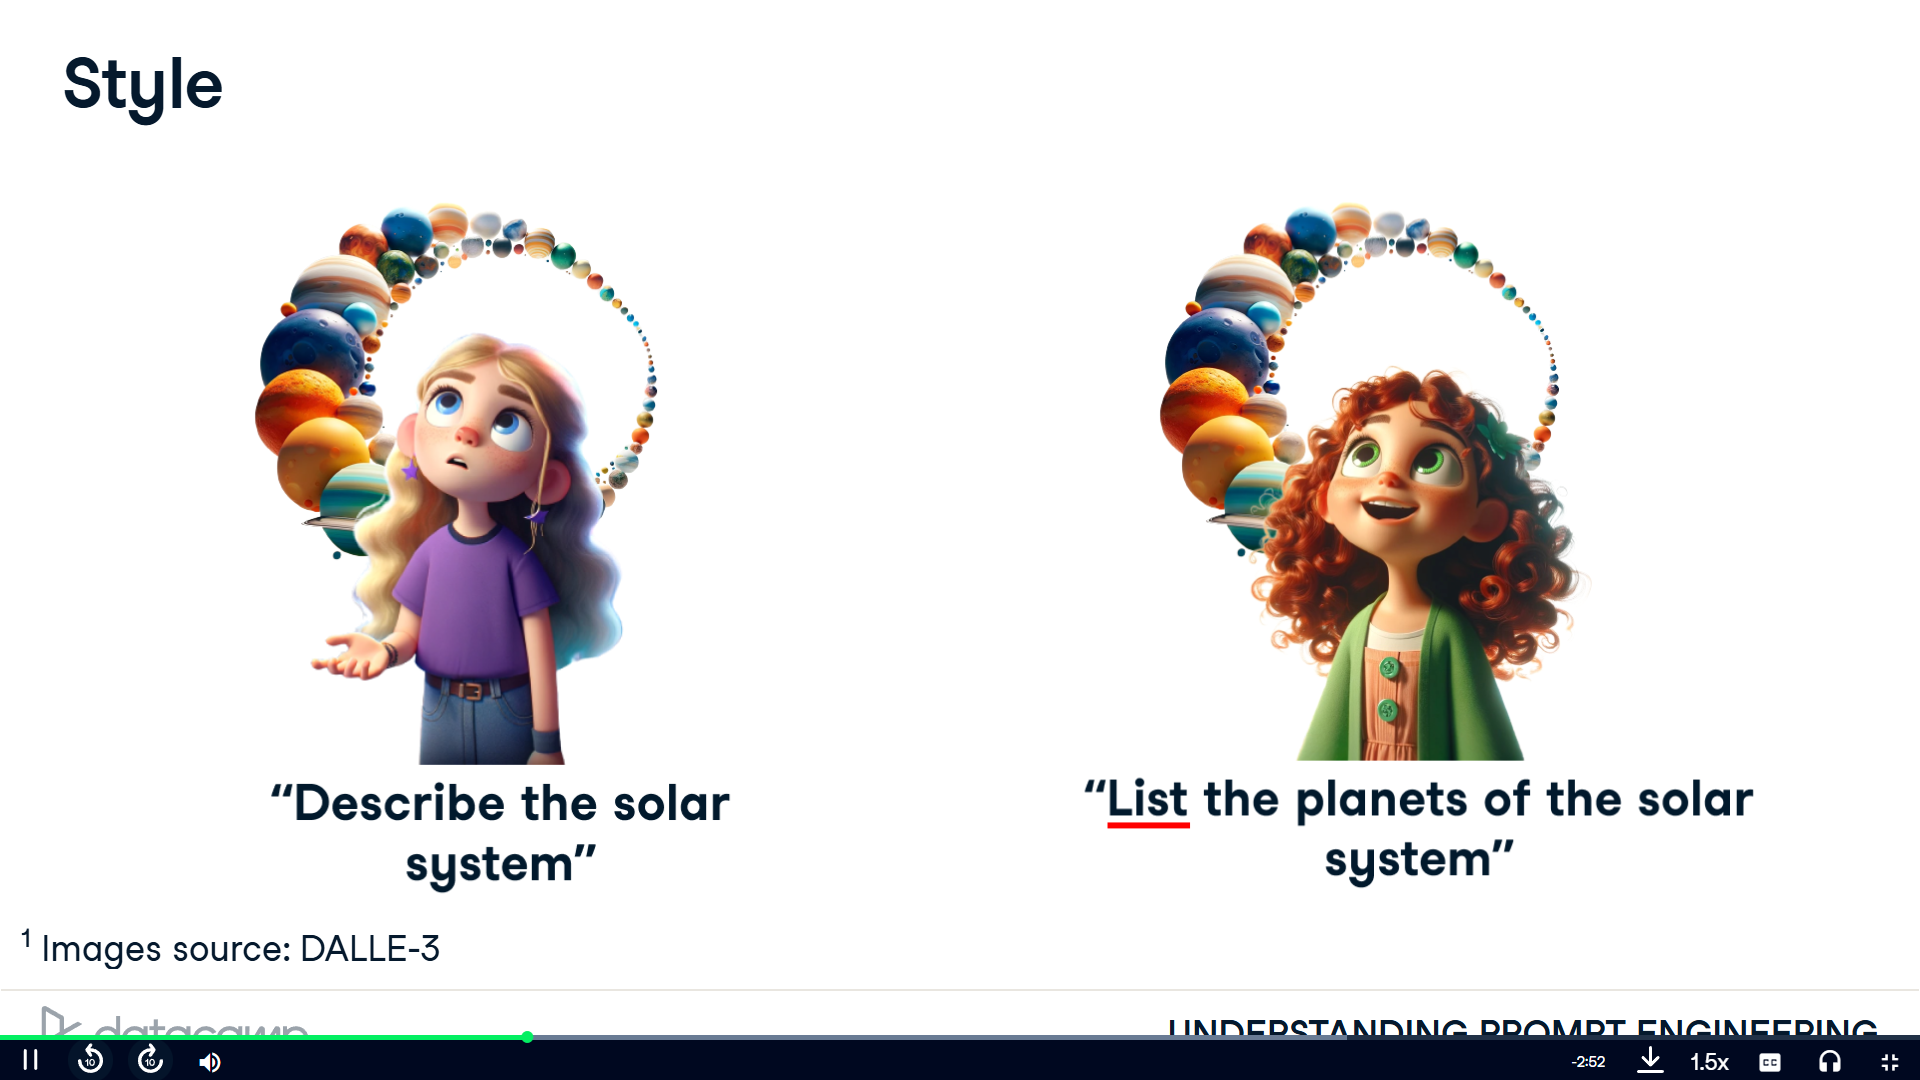 Style
“Describe the solar
system”
“List the planets of the solar
system”
1 Images source: DALLE-3
datacamp
UNDERSTANDING PROMPT ENGINEERING
10
10
-2:52
1.5x
CC